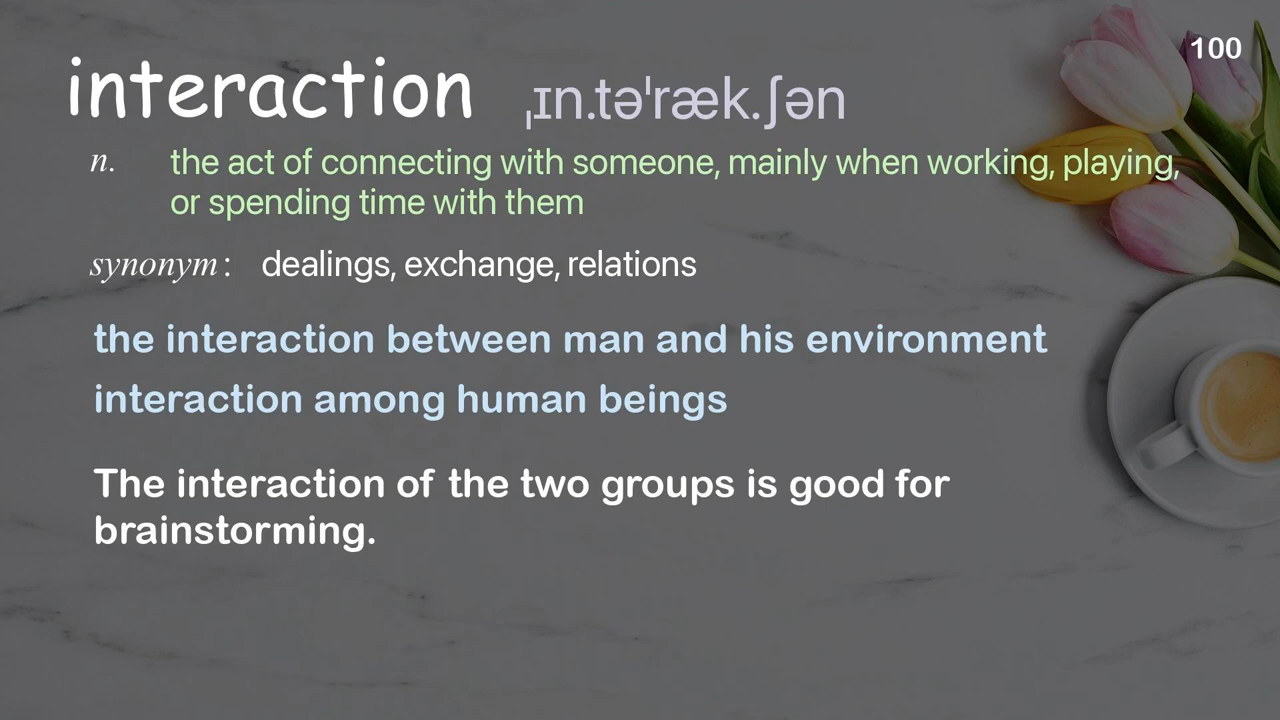 100
interaction ˌɪn.təˈræk.ʃən
n. the act of connecting with someone, mainly when working, playing,
or spending time with them
synonym : dealings, exchange, relations
the interaction between man and his environment
interaction among human beings
The interaction of the two groups is good for
brainstorming.